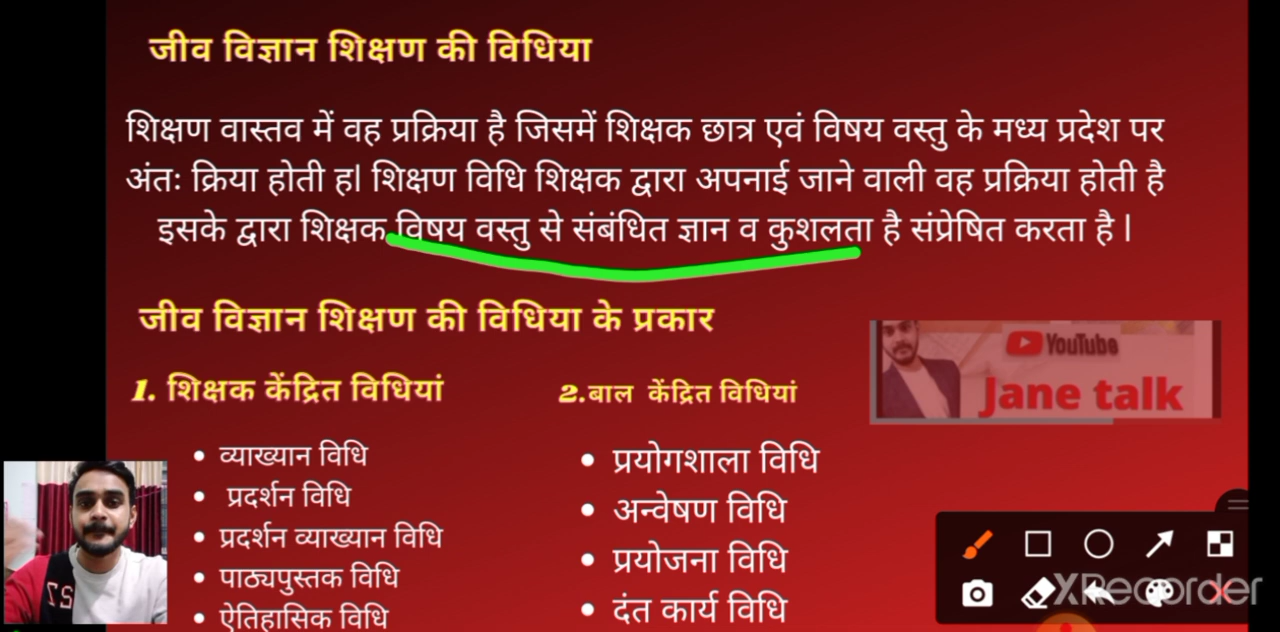 जीव विज्ञान शिक्षण की विधिया
शिक्षण वास्तव में वह प्रक्रिया है जिसमें शिक्षक छात्र एवं विषय वस्तु के मध्य प्रदेश पर
अंतः क्रिया होती ह| शिक्षण विधि शिक्षक द्वारा अपनाई जाने वाली वह प्रक्रिया होती है
इसके द्वारा शिक्षक विषय वस्तु से संबंधित ज्ञान व कुशलता है संप्रेषित करता है |
जीव विज्ञान शिक्षण की विधिया के प्रकार
1. शिक्षक केंद्रित विधियां
• व्याख्यान विधि
• प्रदर्शन विधि
• प्रदर्शन व्याख्यान विधि
• पाठ्यपुस्तक विधि
• ऐतिहासिक विधि
2.बाल केंद्रित विधियां
• प्रयोगशाला विधि
• अन्वेषण विधि
• प्रयोजना विधि
• दंत कार्य विधि
YouTube
Jane talk
XRecorder